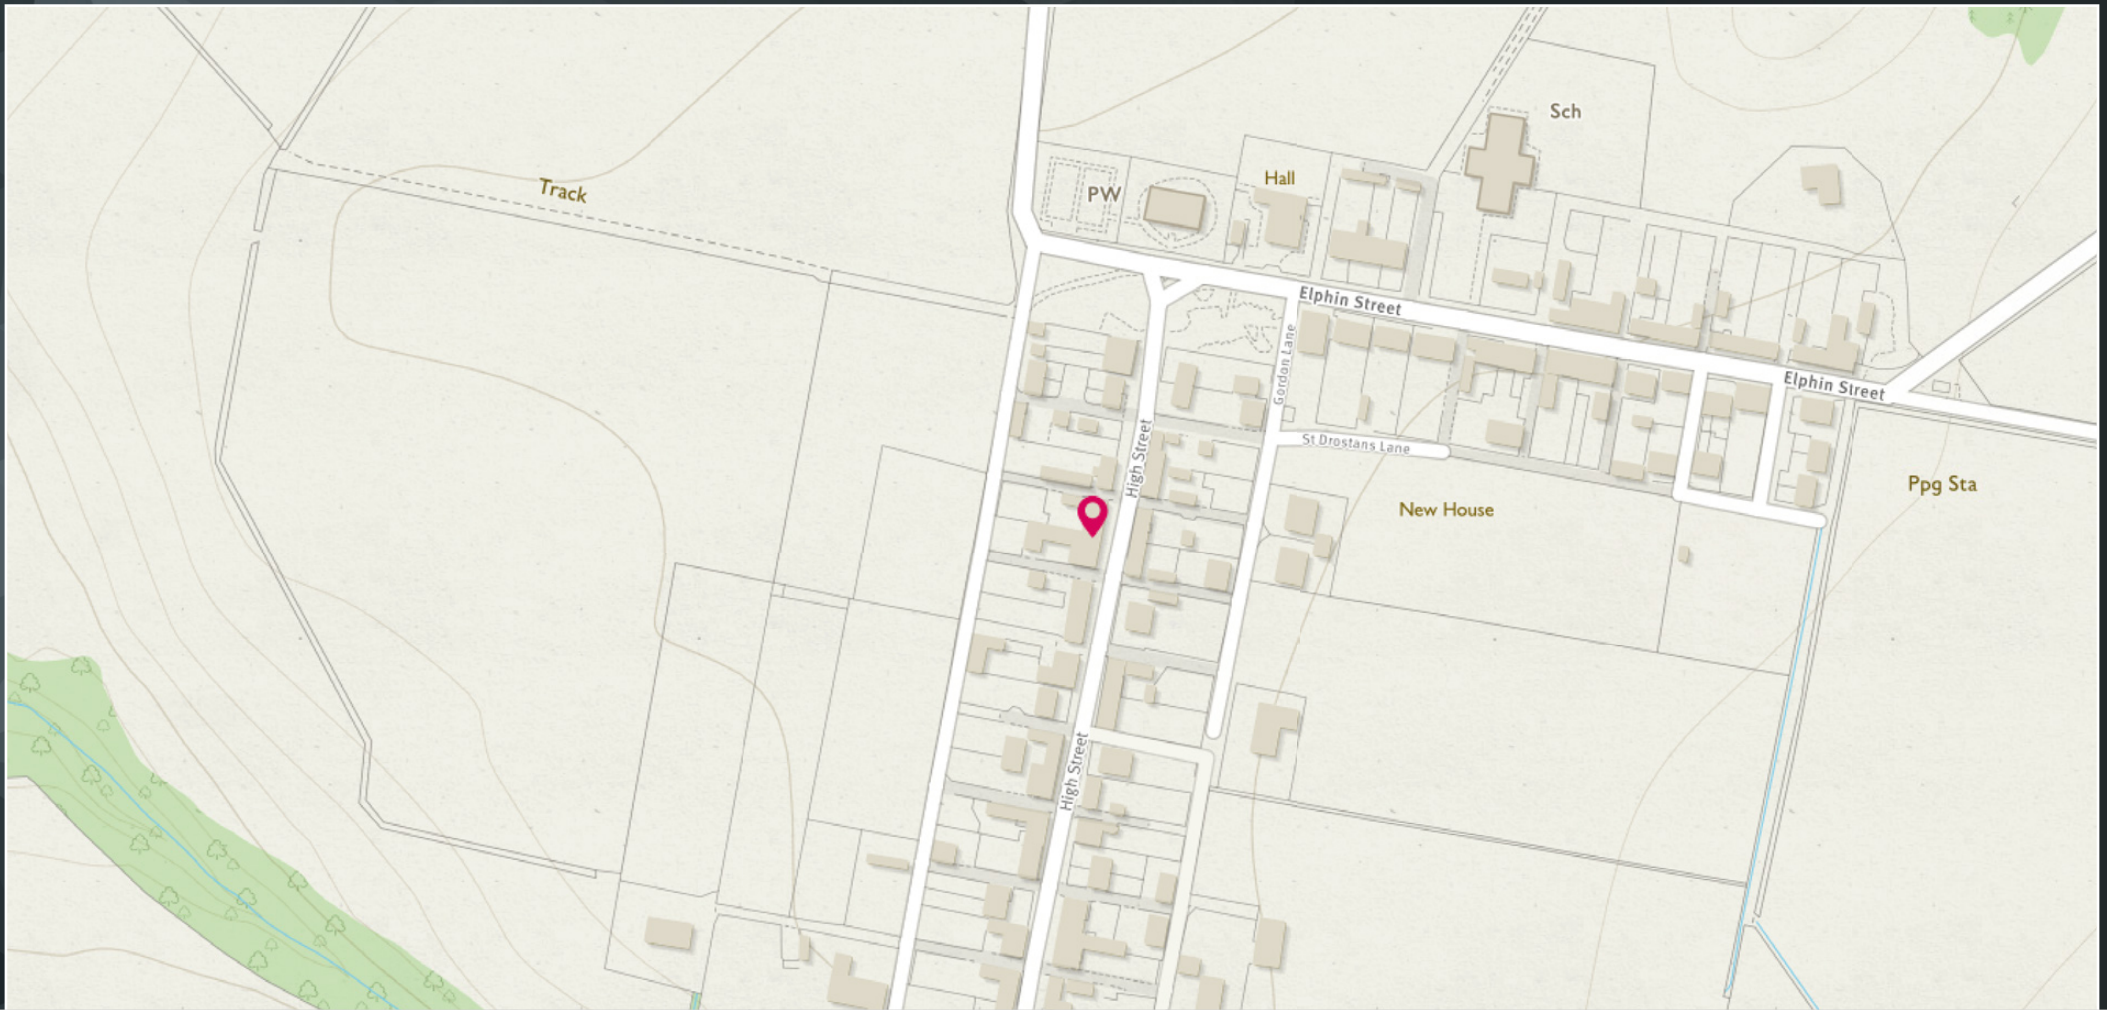 Sch
Hall
PW
Track
Elphin Street
Gordon Lane
Elphin Street
St Drostans Lane
High Street
Ppg Sta
New House
High Street